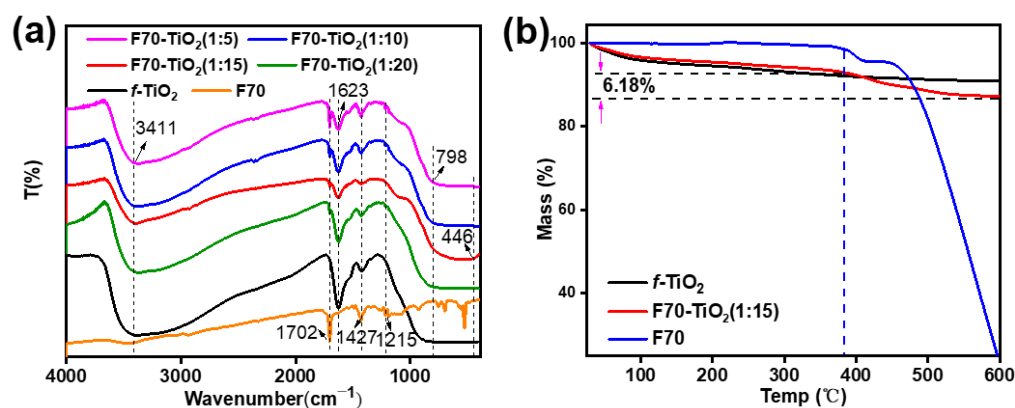 (a)
F70-TiO₂(1:5) F70-TiO₂(1:10)
F70-TiO₂(1:15) F70-TiO₂(1:20)
f-TiO₂ F70
1623
3411
798
446
1702 1427 1215
T(%)
4000 3000 2000 1000
Wavenumber(cm⁻¹)
(b)
100
80
60
40
6.18%
Mass (%)
f-TiO₂
F70-TiO₂(1:15)
F70
100 200 300 400 500 600
Temp (℃)